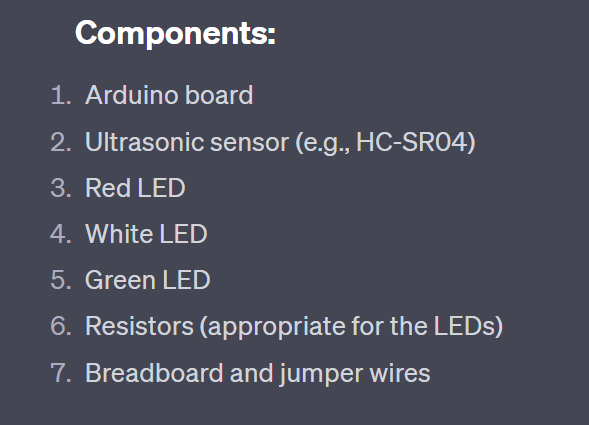 Components:
1. Arduino board
2. Ultrasonic sensor (e.g., HC-SR04)
3. Red LED
4. White LED
5. Green LED
6. Resistors (appropriate for the LEDs)
7. Breadboard and jumper wires